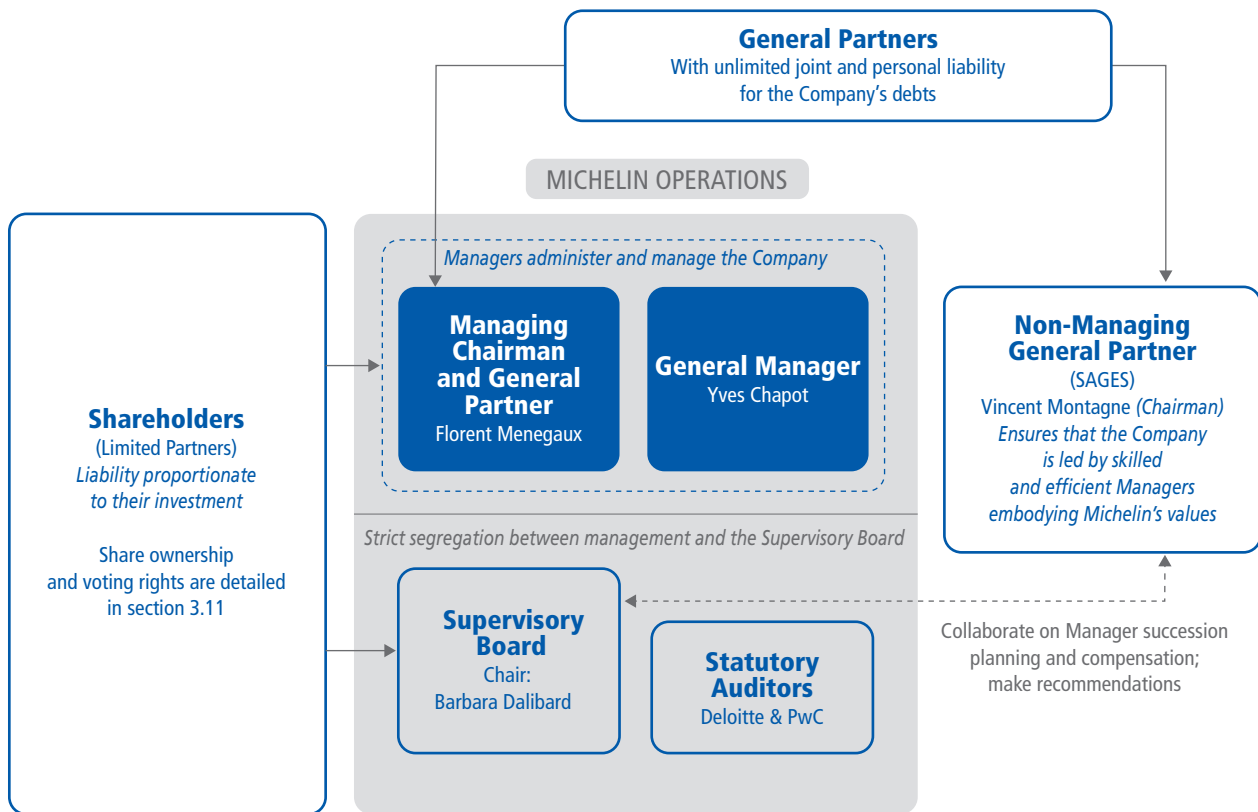 General Partners
With unlimited joint and personal liability
for the Company's debts
MICHELIN OPERATIONS
Shareholders
(Limited Partners)
Liability proportionate
to their investment
Share ownership
and voting rights are detailed
in section 3.11
Managers administer and manage the Company
Managing
Chairman
and General
Partner
Florent Menegaux
General Manager
Yves Chapot
Strict segregation between management and the Supervisory Board
Supervisory
Board
Chair:
Barbara Dalibard
Statutory
Auditors
Deloitte & PwC
Non-Managing
General Partner
(SAGES)
Vincent Montagne (Chairman)
Ensures that the Company
is led by skilled
and efficient Managers
embodying Michelin's values
Collaborate on Manager succession
planning and compensation;
make recommendations